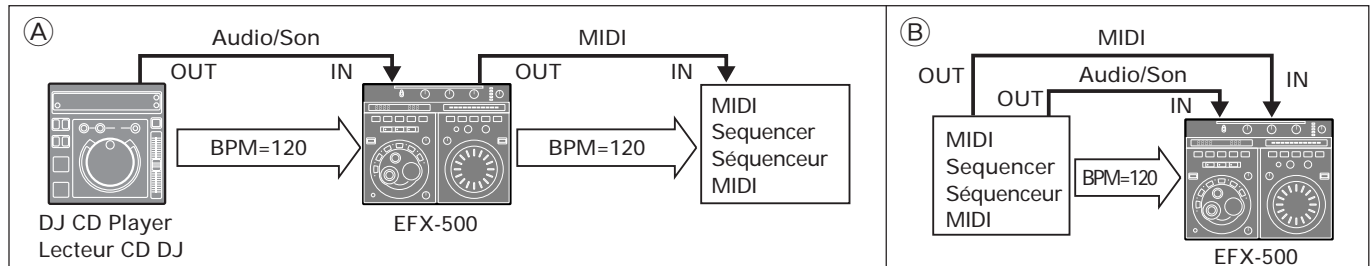 A
Audio/Son
MIDI
OUT
IN
OUT
IN
BPM=120
BPM=120
MIDI
Sequencer
Séquenceur
MIDI
DJ CD Player
Lecteur CD DJ
EFX-500
B
MIDI
OUT
IN
Audio/Son
OUT
IN
MIDI
Sequencer
Séquenceur
MIDI
BPM=120
EFX-500